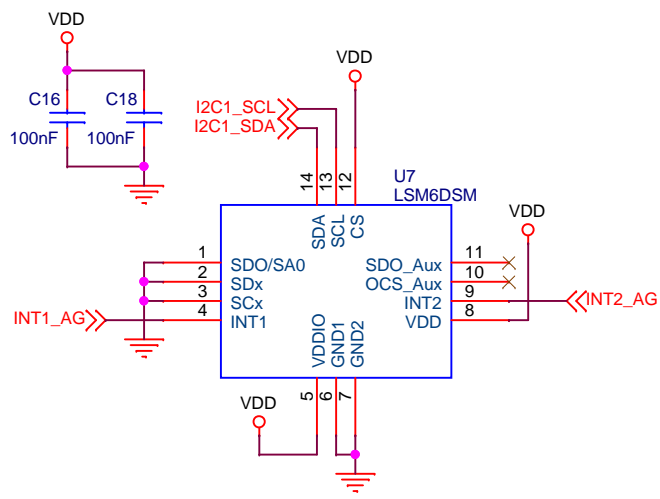 VDD
C16
C18
100nF
100nF
I2C1_SCL
I2C1_SDA
VDD
14
13
12
U7
LSM6DSM
VDD
SDA
SCL
CS
1
SDO/SA0
SDO_Aux
11
2
SDx
OCS_Aux
10
3
SCx
INT2
9
INT2_AG
INT1_AG
4
INT1
VDD
8
VDDIO
GND1
GND2
5
6
7
VDD